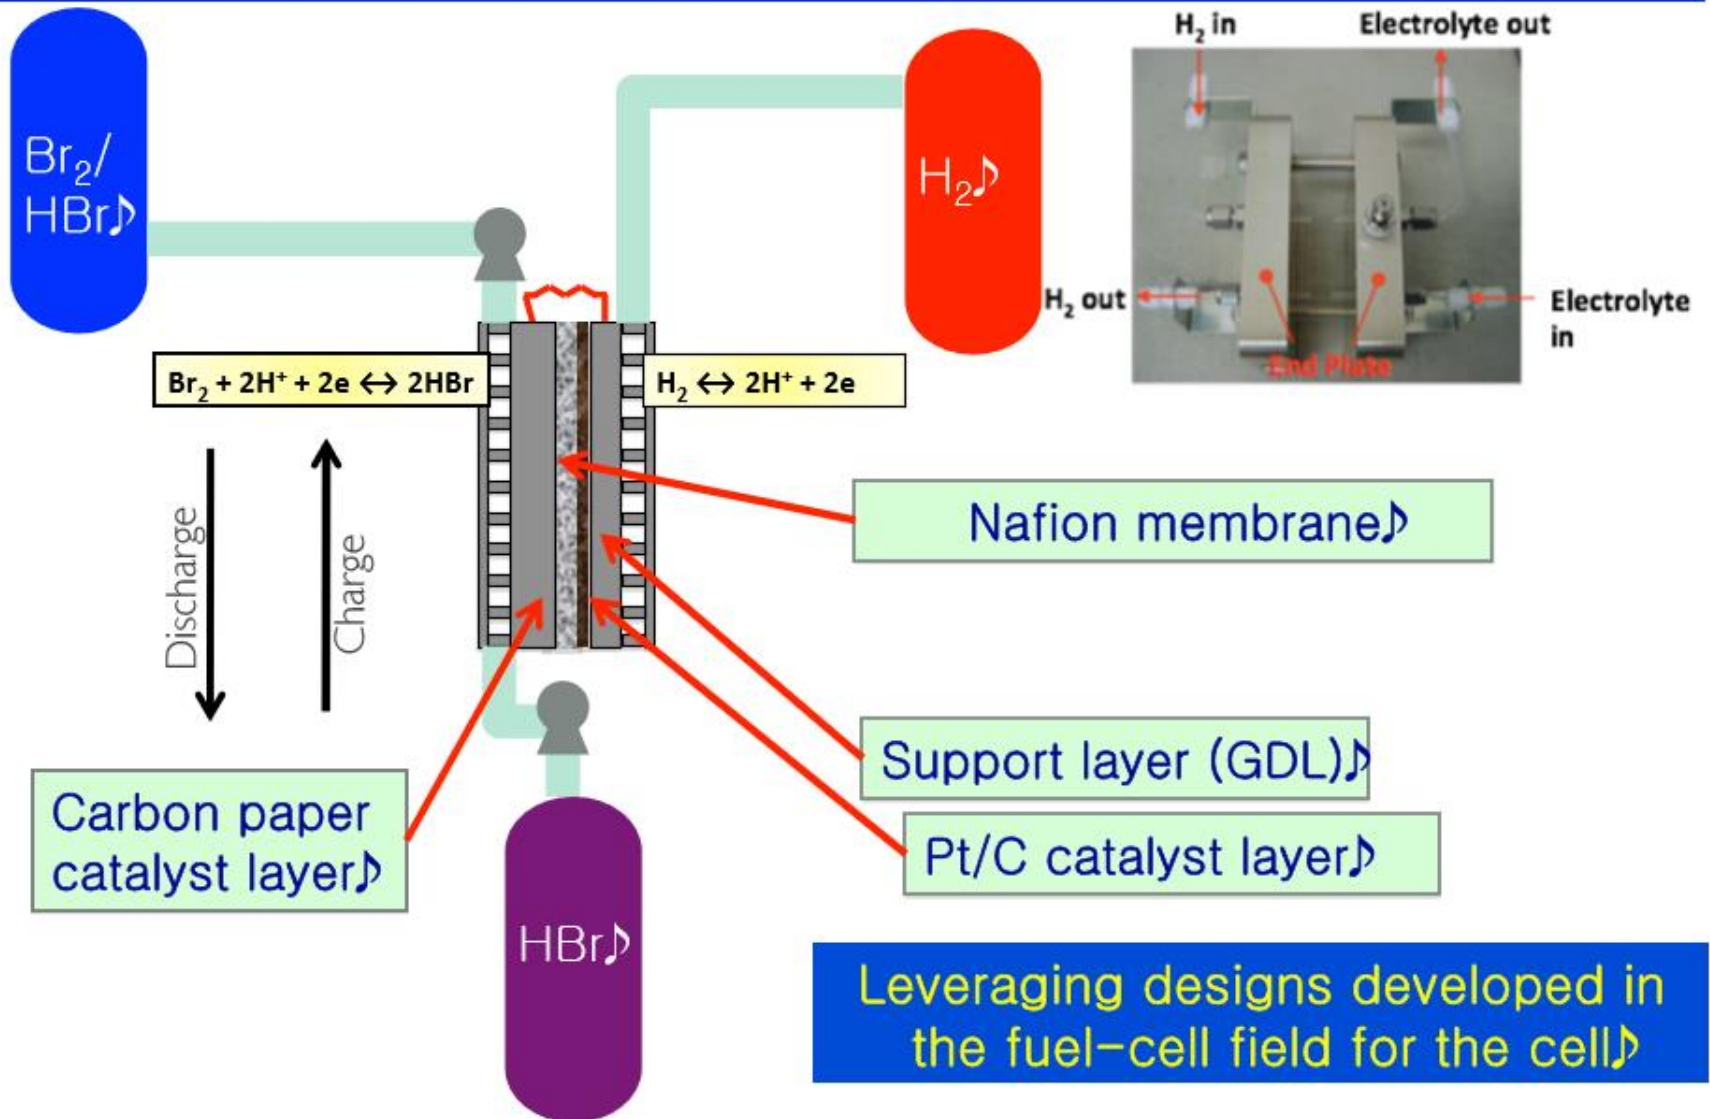 H₂ in
Electrolyte out
Br₂/
HBr♪
H₂♪
H₂ out
Electrolyte
in
End Plate
Br₂ + 2H⁺ + 2e ↔ 2HBr
H₂ ↔ 2H⁺ + 2e
Nafion membrane♪
Discharge
Charge
Support layer (GDL)♪
Carbon paper
catalyst layer♪
Pt/C catalyst layer♪
HBr♪
Leveraging designs developed in
the fuel-cell field for the cell♪